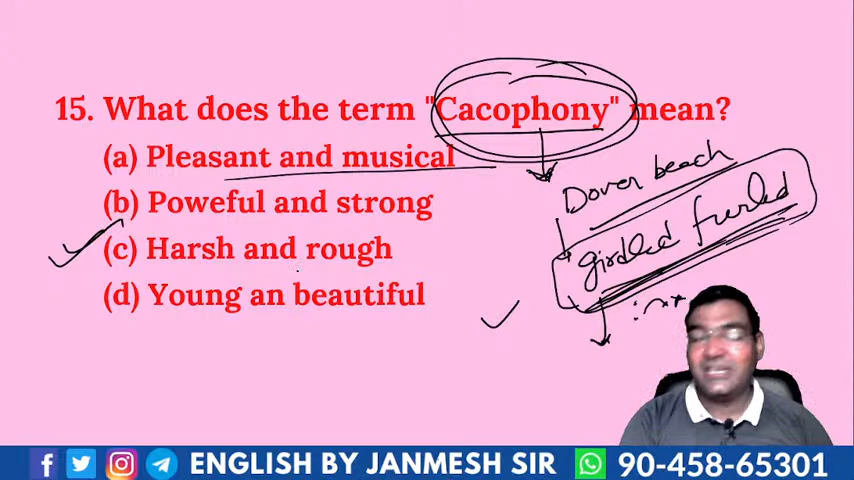 15. What does the term "Cacophony" mean?
(a) Pleasant and musical
(b) Poweful and strong
(c) Harsh and rough
(d) Young an beautiful
Dover beach
girdled furled
ENGLISH BY JANMESH SIR 90-458-65301